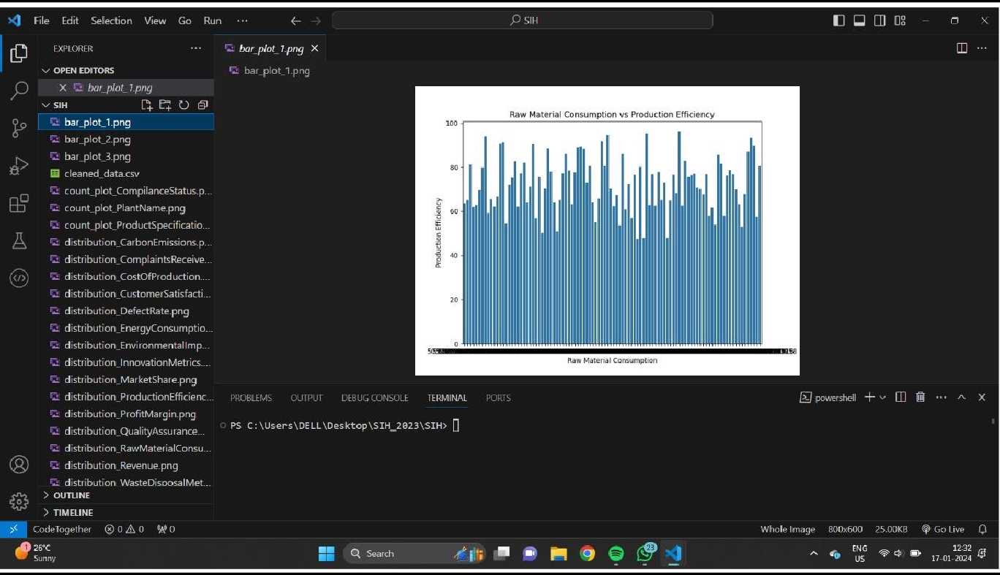 File Edit Selection View Go Run ···
SIH
EXPLORER
bar_plot_1.png
OPEN EDITORS
bar_plot_1.png
bar_plot_1.png
SIH
bar_plot_1.png
bar_plot_2.png
bar_plot_3.png
cleaned_data.csv
count_plot_CompilanceStatus.p...
count_plot_PlantName.png
count_plot_ProductSpecificatio...
distribution_CarbonEmissions.p...
distribution_ComplaintsReceive...
distribution_CostOfProduction....
distribution_CustomerSatisfacti...
distribution_DefectRate.png
distribution_EnergyConsumptio...
distribution_EnvironmentalImp...
distribution_InnovationMetrics....
distribution_MarketShare.png
distribution_ProductionEfficienc...
distribution_ProfitMargin.png
distribution_QualityAssurance...
distribution_RawMaterialConsu...
distribution_Revenue.png
distribution_WasteDisposalMet...
OUTLINE
TIMELINE
Raw Material Consumption vs Production Efficiency
100
80
60
40
20
0
Production Efficiency
Raw Material Consumption
PROBLEMS OUTPUT DEBUG CONSOLE TERMINAL PORTS
powershell
PS C:\Users\DELL\Desktop\SIH_2023\SIH>
CodeTogether 0 0 0
Whole Image 800x600 25.00KB Go Live
1
26°C
Sunny
Search
23
ENG
US
12:32
17-01-2024